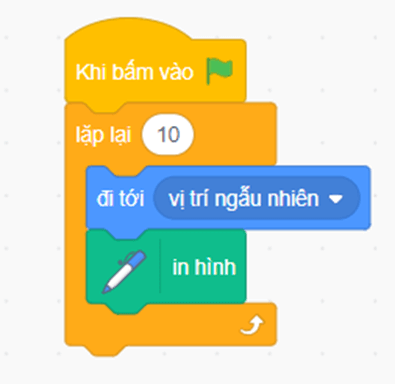 Khi bấm vào
lặp lại 10
đi tới vị trí ngẫu nhiên
in hình